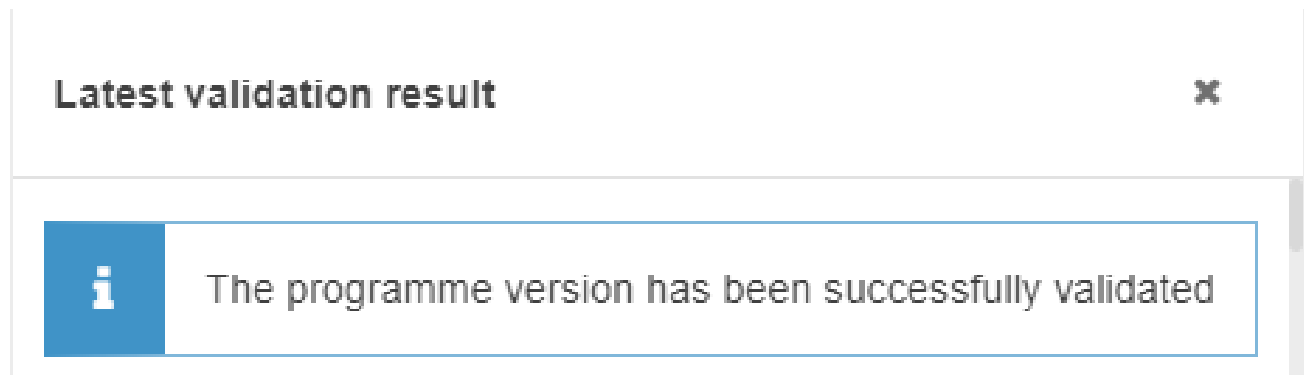 Latest validation result
The programme version has been successfully validated